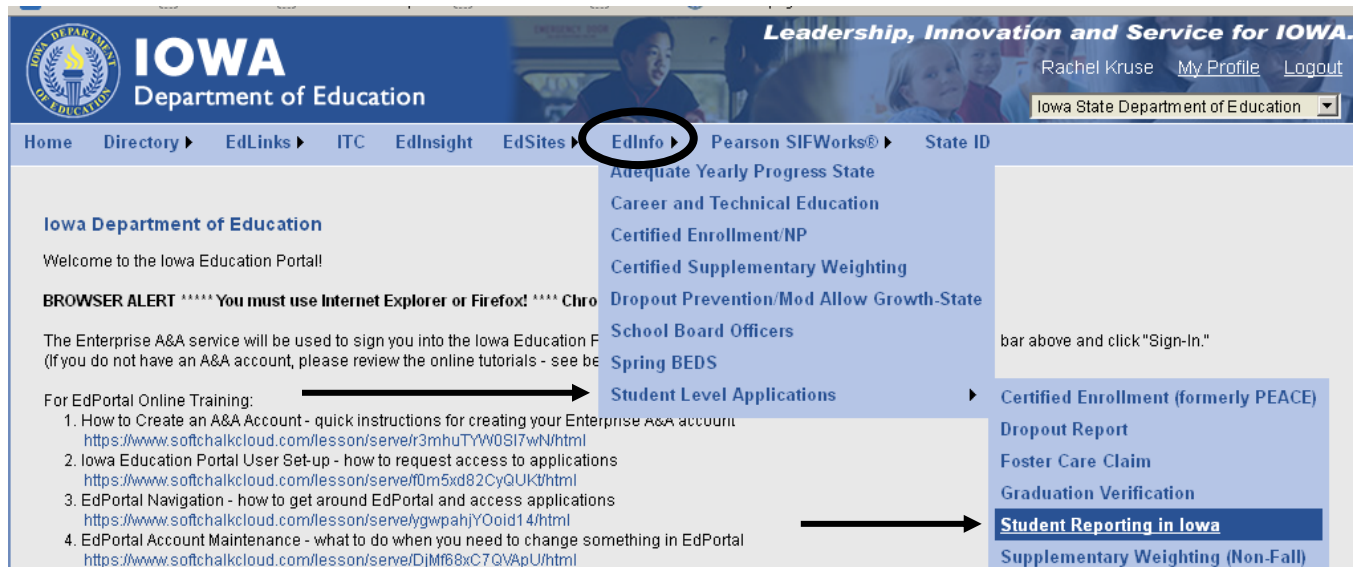 Leadership, Innovation and Service for IOWA.
IOWA
Department of Education
Rachel Kruse My Profile Logout
Iowa State Department of Education
Home Directory EdLinks ITC EdInsight EdSites EdInfo Pearson SIFWorks® State ID
Adequate Yearly Progress State
Career and Technical Education
Certified Enrollment/NP
Certified Supplementary Weighting
Dropout Prevention/Mod Allow Growth-State
School Board Officers
Spring BEDS
Student Level Applications
Certified Enrollment (formerly PEACE)
Dropout Report
Foster Care Claim
Graduation Verification
Student Reporting in Iowa
Supplementary Weighting (Non-Fall)
Iowa Department of Education
Welcome to the Iowa Education Portal!
BROWSER ALERT ***** You must use Internet Explorer or Firefox! **** Chro
The Enterprise A&A service will be used to sign you into the Iowa Education P bar above and click "Sign-In."
(If you do not have an A&A account, please review the online tutorials - see be
For EdPortal Online Training:
1. How to Create an A&A Account - quick instructions for creating your Enterprise A&A account
https://www.softchalkcloud.com/lesson/serve/r3mhuTYW0SI7wN/html
2. Iowa Education Portal User Set-up - how to request access to applications
https://www.softchalkcloud.com/lesson/serve/f0m5xd82CyQUKt/html
3. EdPortal Navigation - how to get around EdPortal and access applications
https://www.softchalkcloud.com/lesson/serve/ygwpahjYOoid14/html
4. EdPortal Account Maintenance - what to do when you need to change something in EdPortal
https://www.softchalkcloud.com/lesson/serve/DjMf68xC7QVApU/html